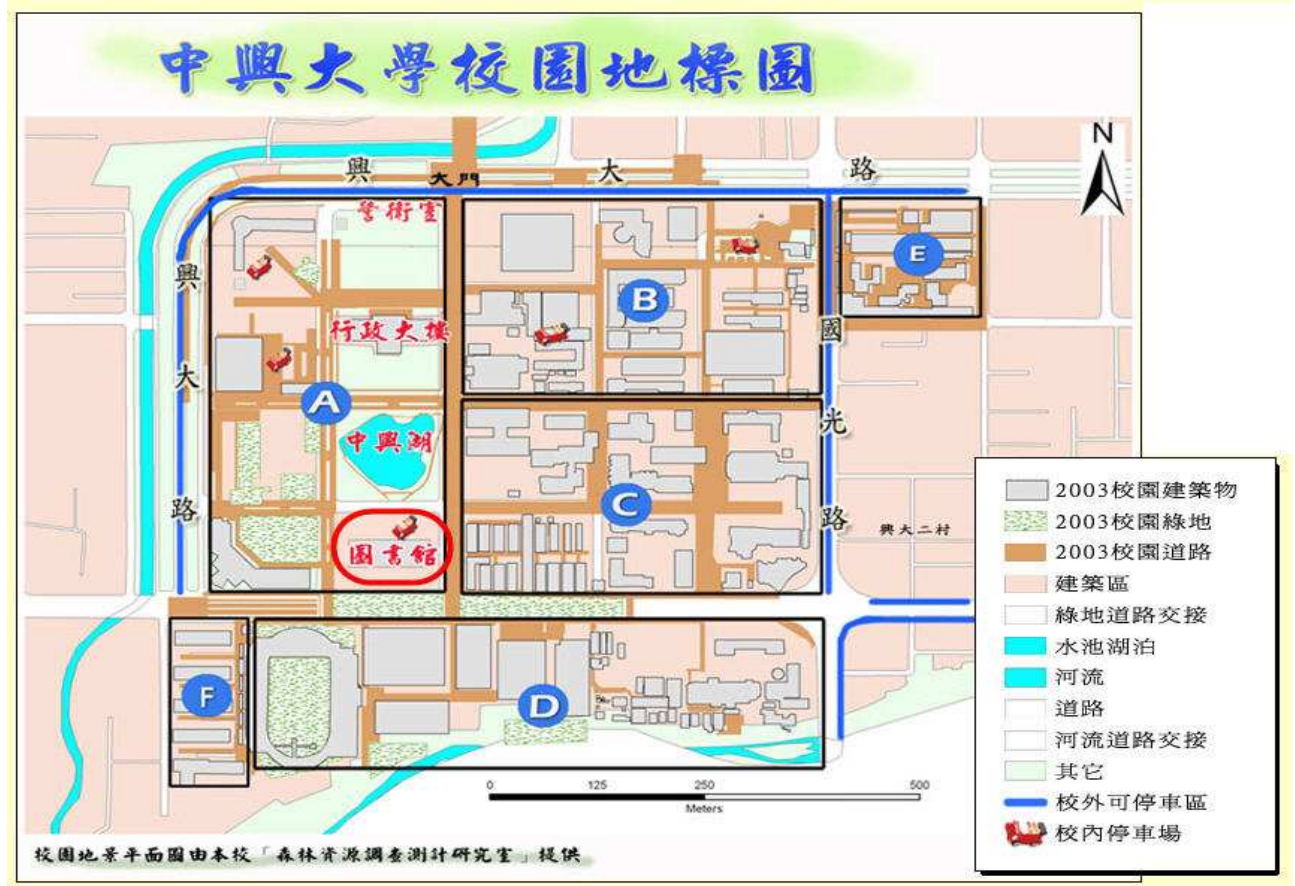 中興大學校園地標圖
N
興 大 路
大門
警衛室
E
B
興 大 路
行政大樓
國 光 路
A
中興湖
C
圖書館
興大二村
F
D
0 125 250 500
Meters
2003校園建築物
2003校園綠地
2003校園道路
建築區
綠地道路交接
水池湖泊
河流
道路
河流道路交接
其它
校外可停車區
校內停車場
校園地景平面圖由本校「森林資源調查測計研究室」提供